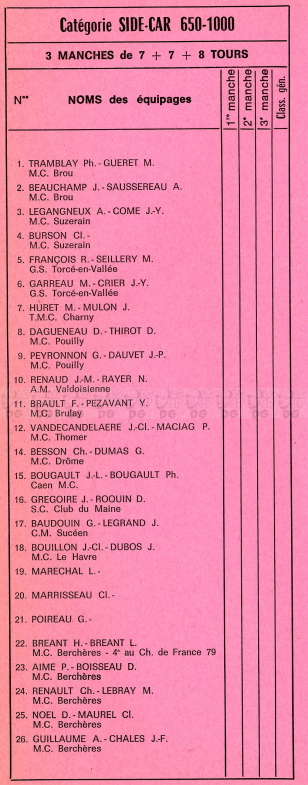 Catégorie SIDE-CAR 650-1000
3 MANCHES de 7 + 7 + 8 TOURS
Nos NOMS des équipages 1re manche 2e manche 3e manche Class. gén.
1. TRAMBLAY Ph. - GUERET M.
M.C. Brou
2. BEAUCHAMP J. - SAUSSEREAU A.
M.C. Brou
3. LEGANGNEUX A. - COME J.-Y.
M.C. Suzerain
4. BURSON Cl. -
M.C. Suzerain
5. FRANÇOIS R. - SEILLERY M.
G.S. Torcé-en-Vallée
6. GARREAU M. - CRIER J.-Y.
G.S. Torcé-en-Vallée
7. HURET M. - MULON J.
T.M.C. Charny
8. DAGUENEAU D. - THIROT D.
M.C. Pouilly
9. PEYRONNON G. - DAUVET J.-P.
M.C. Pouilly
10. RENAUD J.-M. - RAYER N.
A.M. Valdoisienne
11. BRAULT F. - PEZAVANT Y.
M.C. Brulay
12. VANDECANDELAERE J.-Cl. - MACIAG P.
M.C. Thomer
14. BESSON Ch. - DUMAS G.
M.C. Drôme
15. BOUGAULT J.-L. - BOUGAULT Ph.
Caen M.C.
16. GREGOIRE J. - ROQUIN D.
S.C. Club du Maine
17. BAUDOUIN G. - LEGRAND J.
C.M. Sucéen
18. BOUILLON J.-Cl. - DUBOS J.
M.C. Le Havre
19. MARECHAL L. -
20. MARRISSEAU Cl. -
21. POIREAU G. -
22. BREANT H. - BREANT L.
M.C. Berchères - 4e au Ch. de France 79
23. AIME P. - BOISSEAU D.
M.C. Berchères
24. RENAULT Ch. - LEBRAY M.
M.C. Berchères
25. NOEL D. - MAUREL Cl.
M.C. Berchères
26. GUILLAUME A. - CHALES J.-F.
M.C. Berchères